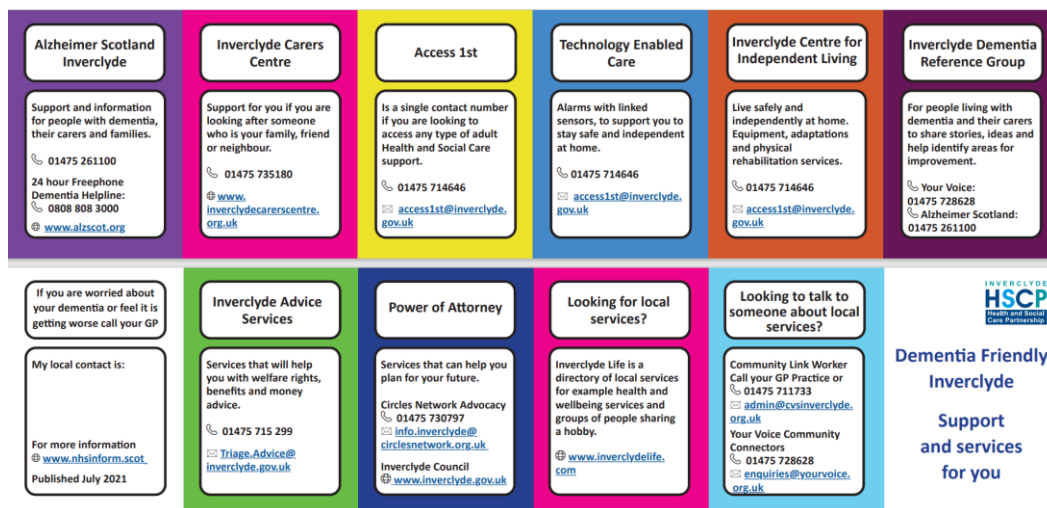 Alzheimer Scotland
Inverclyde
Support and information
for people with dementia,
their carers and families.
01475 261100
24 hour Freephone
Dementia Helpline:
0808 808 3000
www.alzscot.org
Inverclyde Carers
Centre
Support for you if you are
looking after someone
who is your family, friend
or neighbour.
01475 735180
www.
inverclydecarerscentre.
org.uk
Access 1st
Is a single contact number
if you are looking to
access any type of adult
Health and Social Care
support.
01475 714646
access1st@inverclyde.
gov.uk
Technology Enabled
Care
Alarms with linked
sensors, to support you to
stay safe and independent
at home.
01475 714646
access1st@inverclyde.
gov.uk
Inverclyde Centre for
Independent Living
Live safely and
independently at home.
Equipment, adaptations
and physical
rehabilitation services.
01475 714646
access1st@inverclyde.
gov.uk
Inverclyde Dementia
Reference Group
For people living with
dementia and their carers
to share stories, ideas and
help identify areas for
improvement.
Your Voice:
01475 728628
Alzheimer Scotland:
01475 261100
If you are worried about
your dementia or feel it is
getting worse call your GP
My local contact is:
For more information
www.nhsinform.scot
Published July 2021
Inverclyde Advice
Services
Services that will help
you with welfare rights,
benefits and money
advice.
01475 715 299
Triage.Advice@
inverclyde.gov.uk
Power of Attorney
Services that can help you
plan for your future.
Circles Network Advocacy
01475 730797
info.inverclyde@
circlesnetwork.org.uk
Inverclyde Council
www.inverclyde.gov.uk
Looking for local
services?
Inverclyde Life is a
directory of local services
for example health and
wellbeing services and
groups of people sharing
a hobby.
www.inverclydelife.
com
Looking to talk to
someone about local
services?
Community Link Worker
Call your GP Practice or
01475 711733
admin@cvsinverclyde.
org.uk
Your Voice Community
Connectors
01475 728628
enquiries@yourvoice.
org.uk
INVERCLYDE
HSCP
Health and Social
Care Partnership
Dementia Friendly
Inverclyde
Support
and services
for you